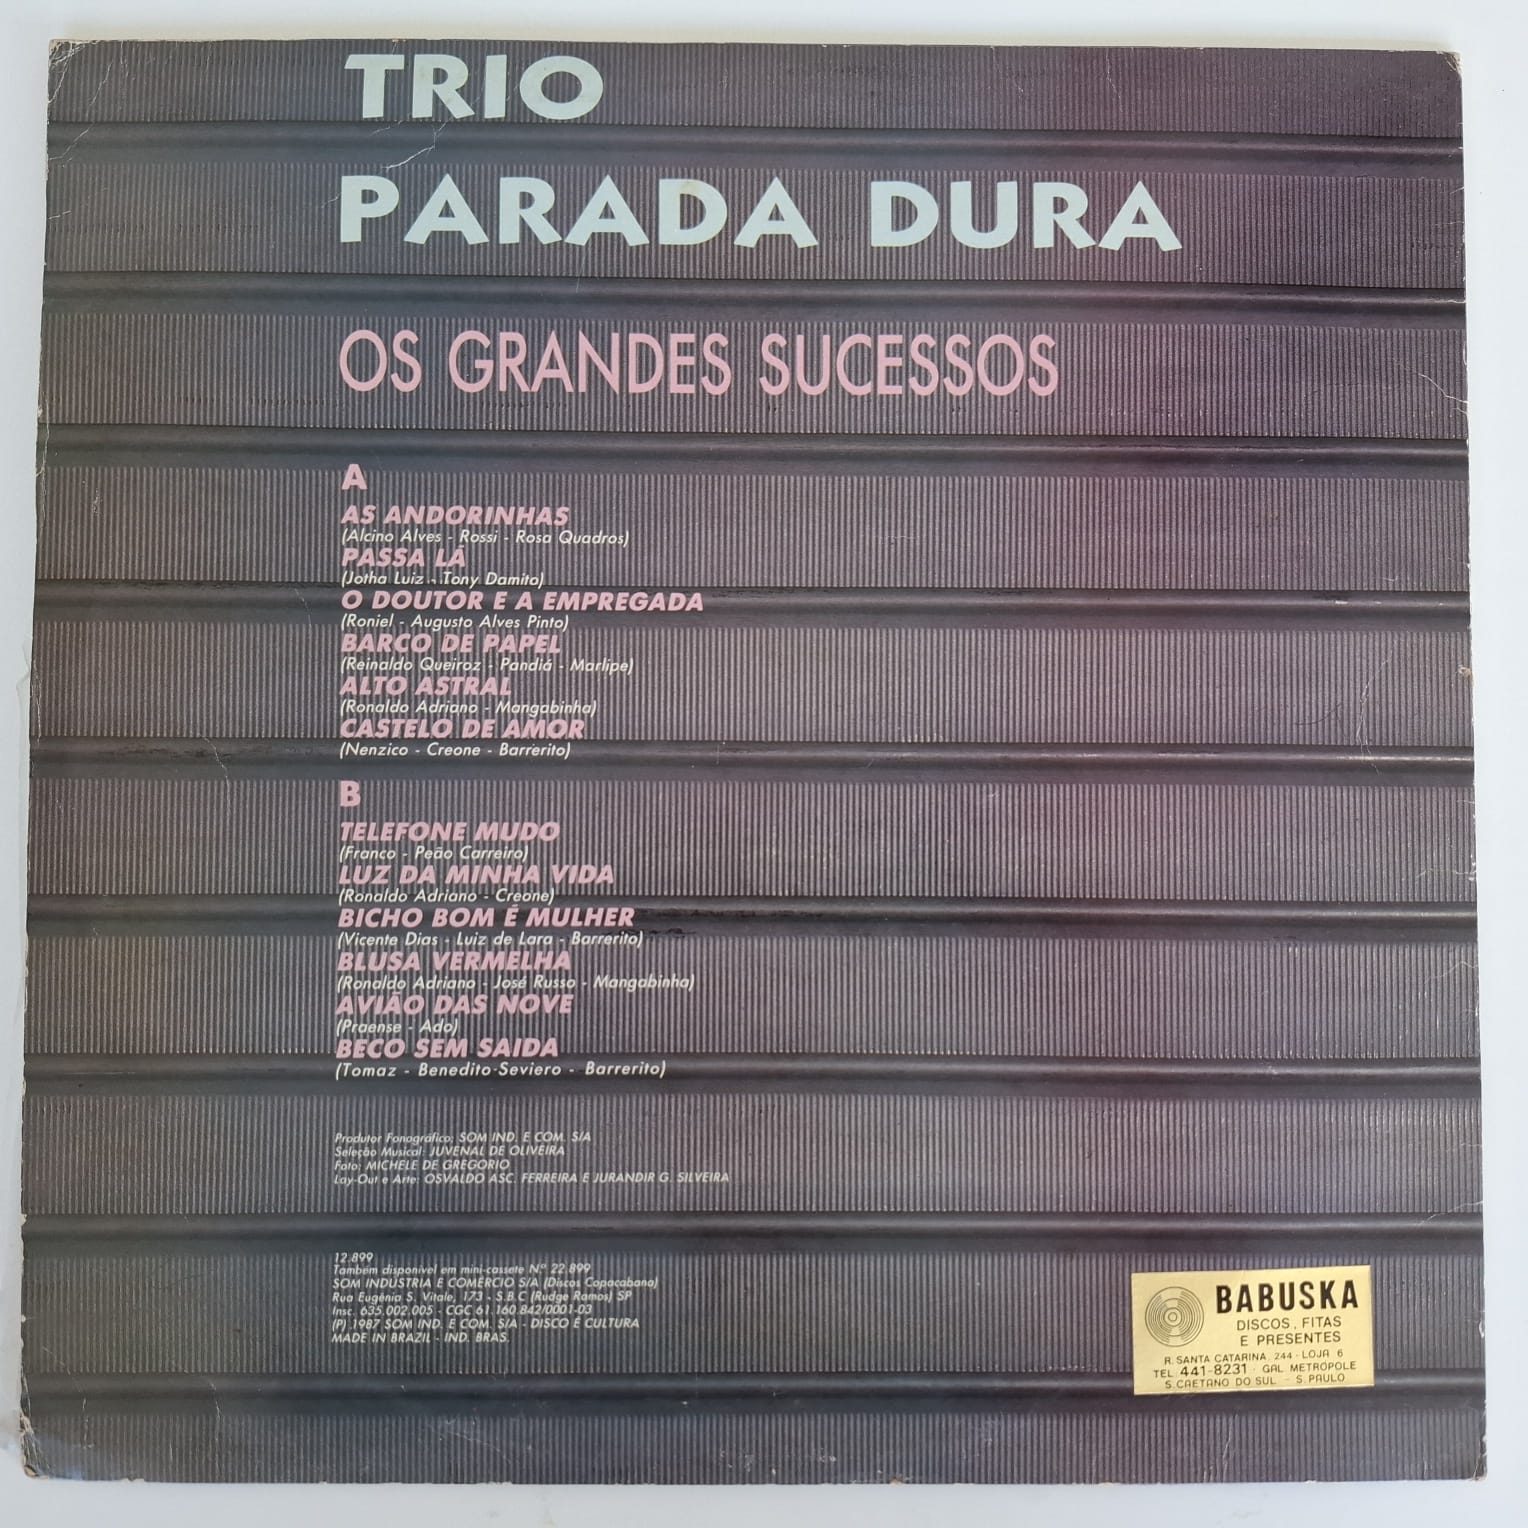 TRIO
PARADA DURA
OS GRANDES SUCESSOS
A
AS ANDORINHAS
(Alcino Alves - Rossi - Rosa Quadros)
PASSA LÁ
(Jotha Luiz - Tony Damito)
O DOUTOR E A EMPREGADA
(Roniel - Augusto Alves Pinto)
BARCO DE PAPEL
(Reinaldo Queiroz - Pandiá - Marlipe)
ALTO ASTRAL
(Ronaldo Adriano - Mangabinha)
CASTELO DE AMOR
(Nenzico - Creone - Barrerito)
B
TELEFONE MUDO
(Franco - Peão Carreiro)
LUZ DA MINHA VIDA
(Ronaldo Adriano - Creone)
BICHO BOM É MULHER
(Vicente Dias - Luiz de Lara - Barrerito)
BLUSA VERMELHA
(Ronaldo Adriano - José Russo - Mangabinha)
AVIÃO DAS NOVE
(Praense - Ado)
BECO SEM SAIDA
(Tomaz - Benedito Seviero - Barrerito)
Produtor Fonográfico: SOM IND. E COM. S/A
Seleção Musical: JUVENAL DE OLIVEIRA
Foto: MICHELE DE GREGORIO
Lay-Out e Arte: OSVALDO ASC. FERREIRA E JURANDIR G. SILVEIRA
12.899
Também disponível em mini-cassete N.º 22.899
SOM INDÚSTRIA E COMÉRCIO S/A (Discos Copacabana)
Rua Eugênia S. Vitale, 173 - S.B.C (Rudge Ramos) SP
Insc. 635.002.005 - CGC 61.160.842/0001-03
(P) 1987 SOM IND. E COM. S/A - DISCO É CULTURA
MADE IN BRAZIL - IND. BRAS.
BABUSKA
DISCOS, FITAS
E PRESENTES
R. SANTA CATARINA, 244 - LOJA 6
TEL 441-8231 - GAL METRÓPOLE
S. CAETANO DO SUL - S. PAULO